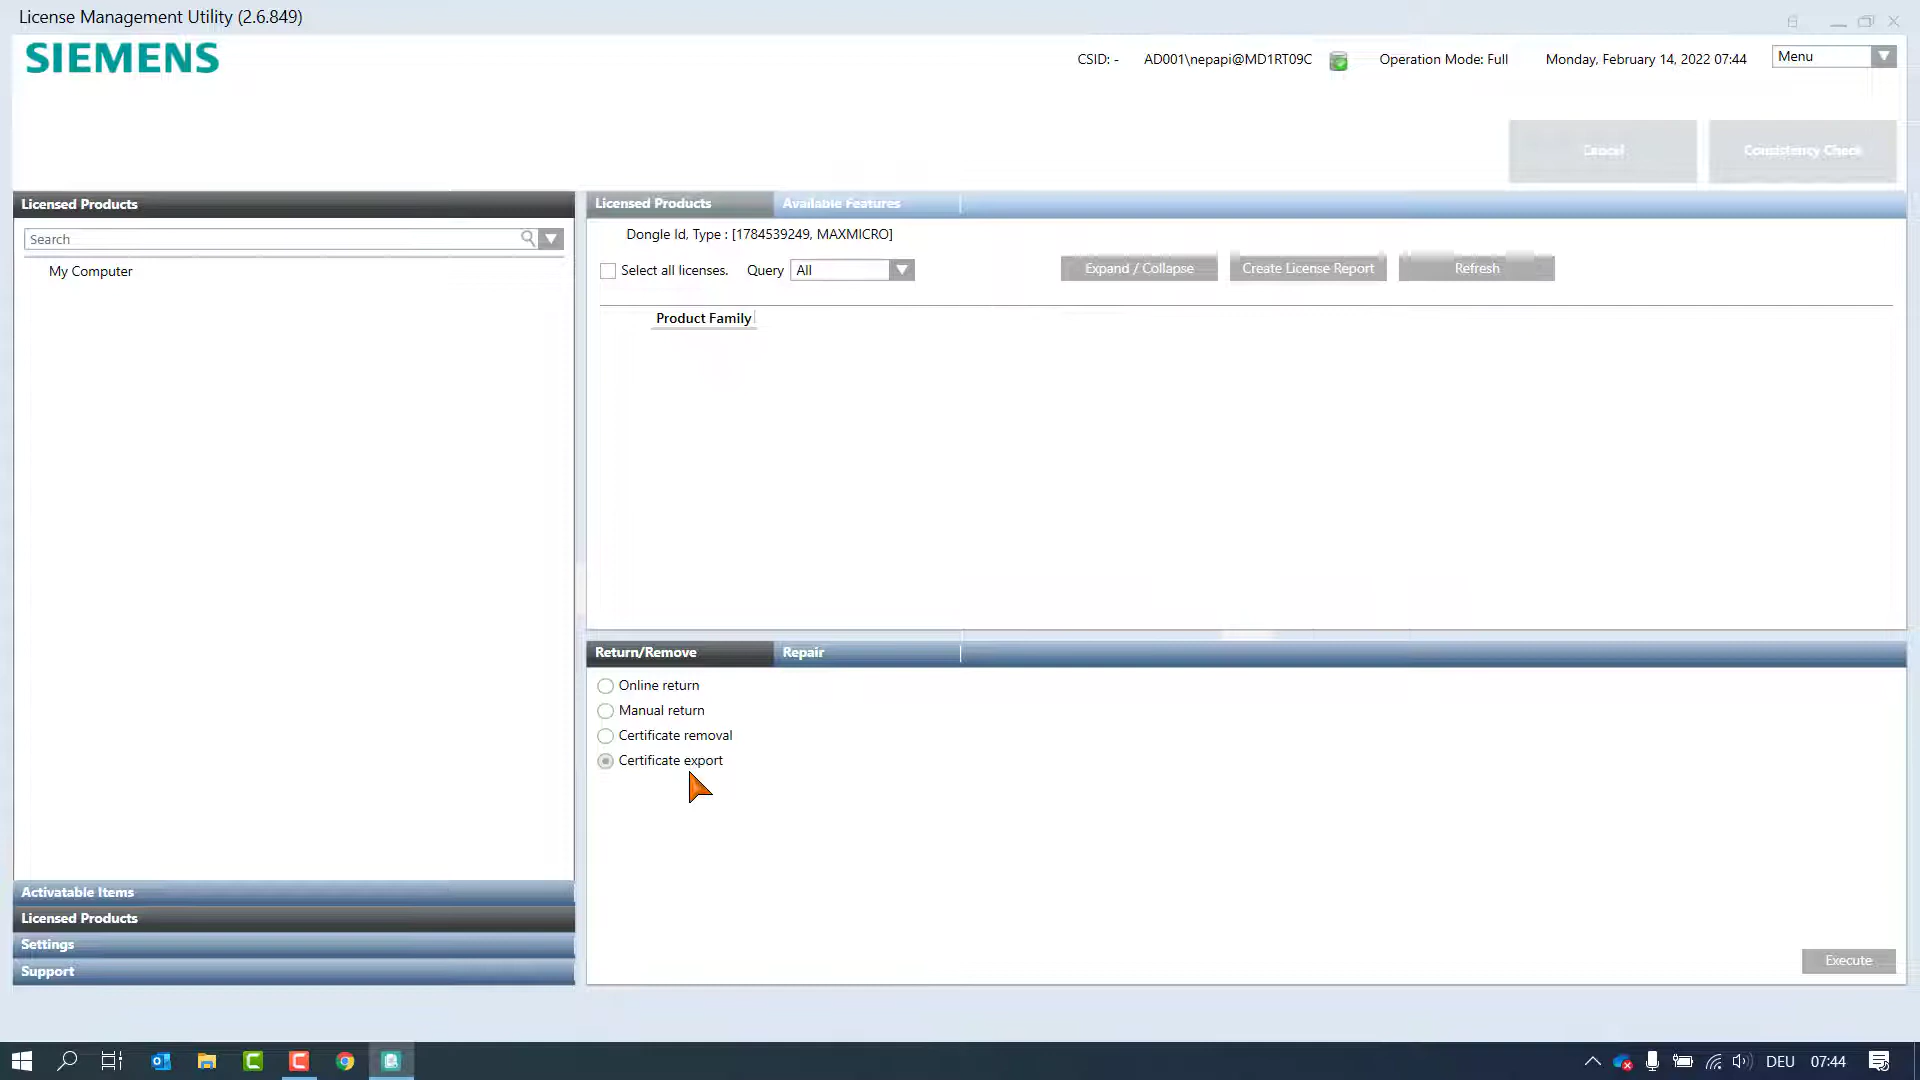 License Management Utility (2.6.849)
SIEMENS
CSID: - AD001\nepapi@MD1RT09C Operation Mode: Full Monday, February 14, 2022 07:44 Menu
Cancel Consistency Check
Licensed Products
Search
My Computer
Licensed Products Available Features
Dongle Id, Type : [1784539249, MAXMICRO]
Select all licenses. Query All Expand / Collapse Create License Report Refresh
Product Family
Return/Remove Repair
Online return
Manual return
Certificate removal
Certificate export
Execute
Activatable Items
Licensed Products
Settings
Support
DEU 07:44